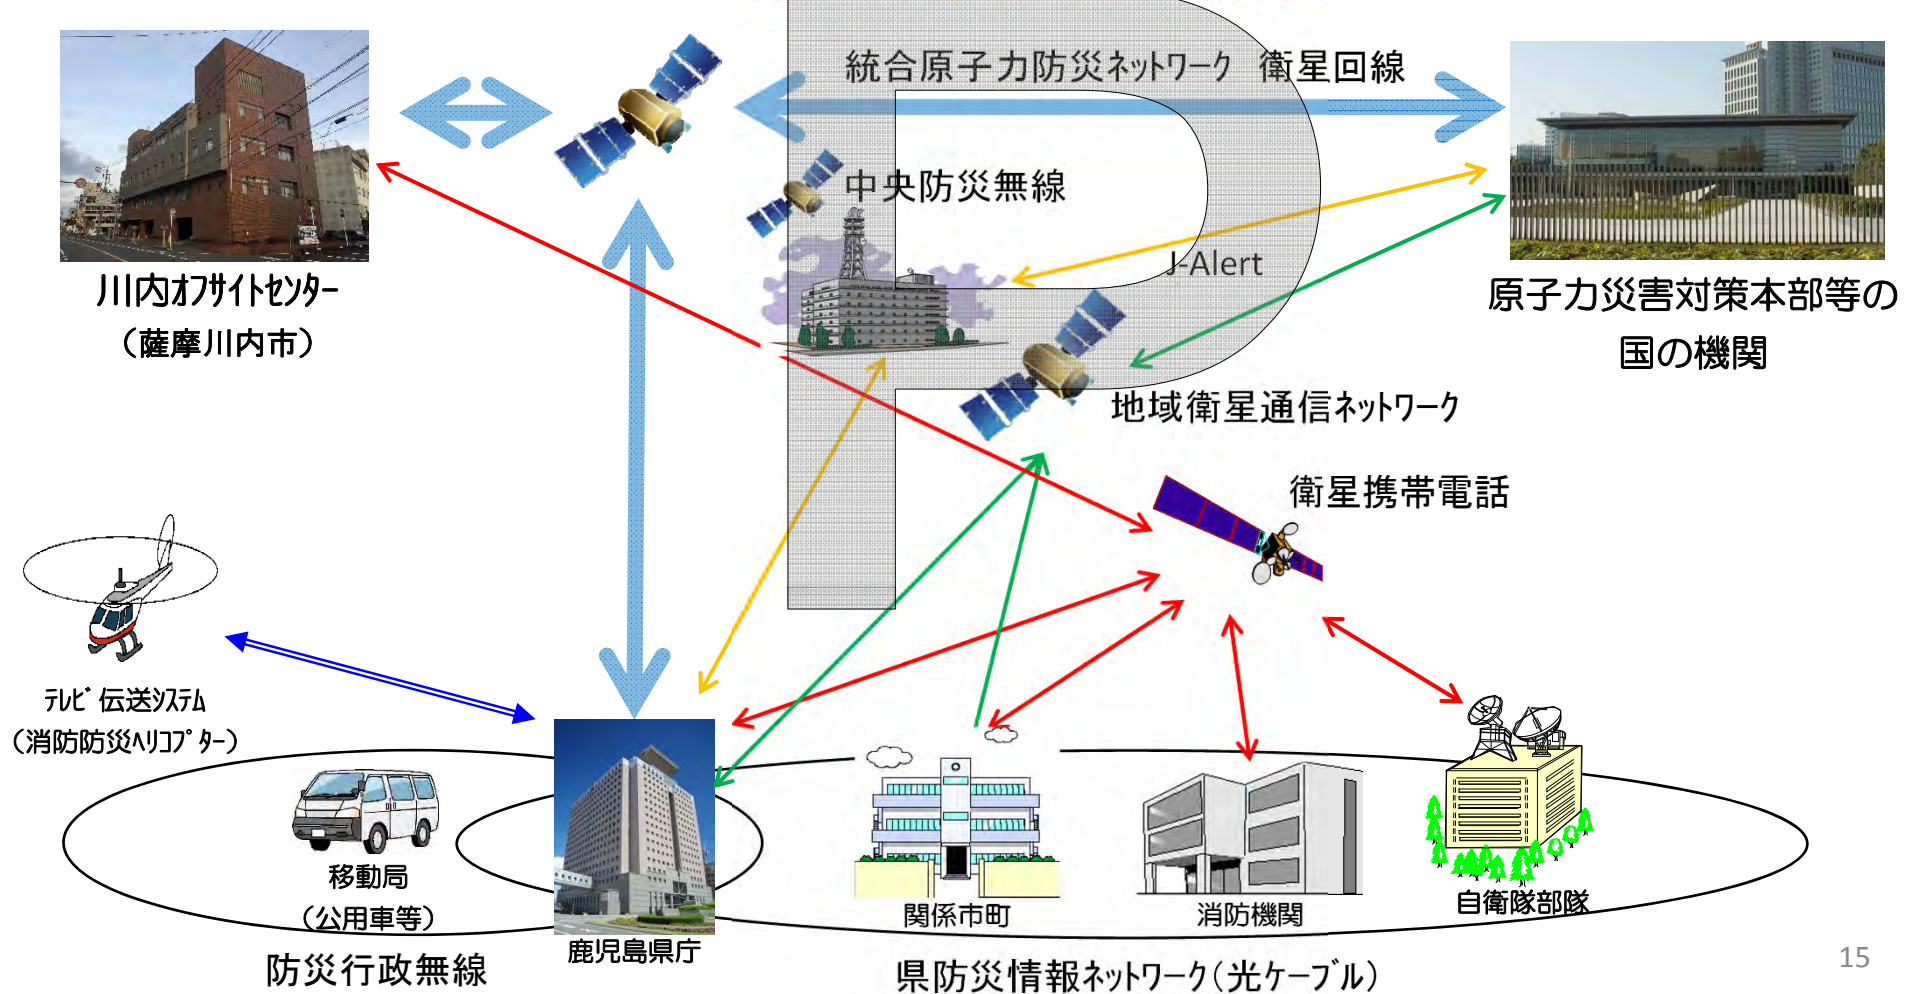 統合原子力防災ネットワーク 衛星回線
中央防災無線
J-Alert
川内オフサイトセンター
（薩摩川内市）
原子力災害対策本部等の
国の機関
地域衛星通信ネットワーク
衛星携帯電話
テレビ伝送システム
（消防防災ヘリコプター）
移動局
（公用車等）
防災行政無線
鹿児島県庁
関係市町
消防機関
自衛隊部隊
県防災情報ネットワーク（光ケーブル）
P
15